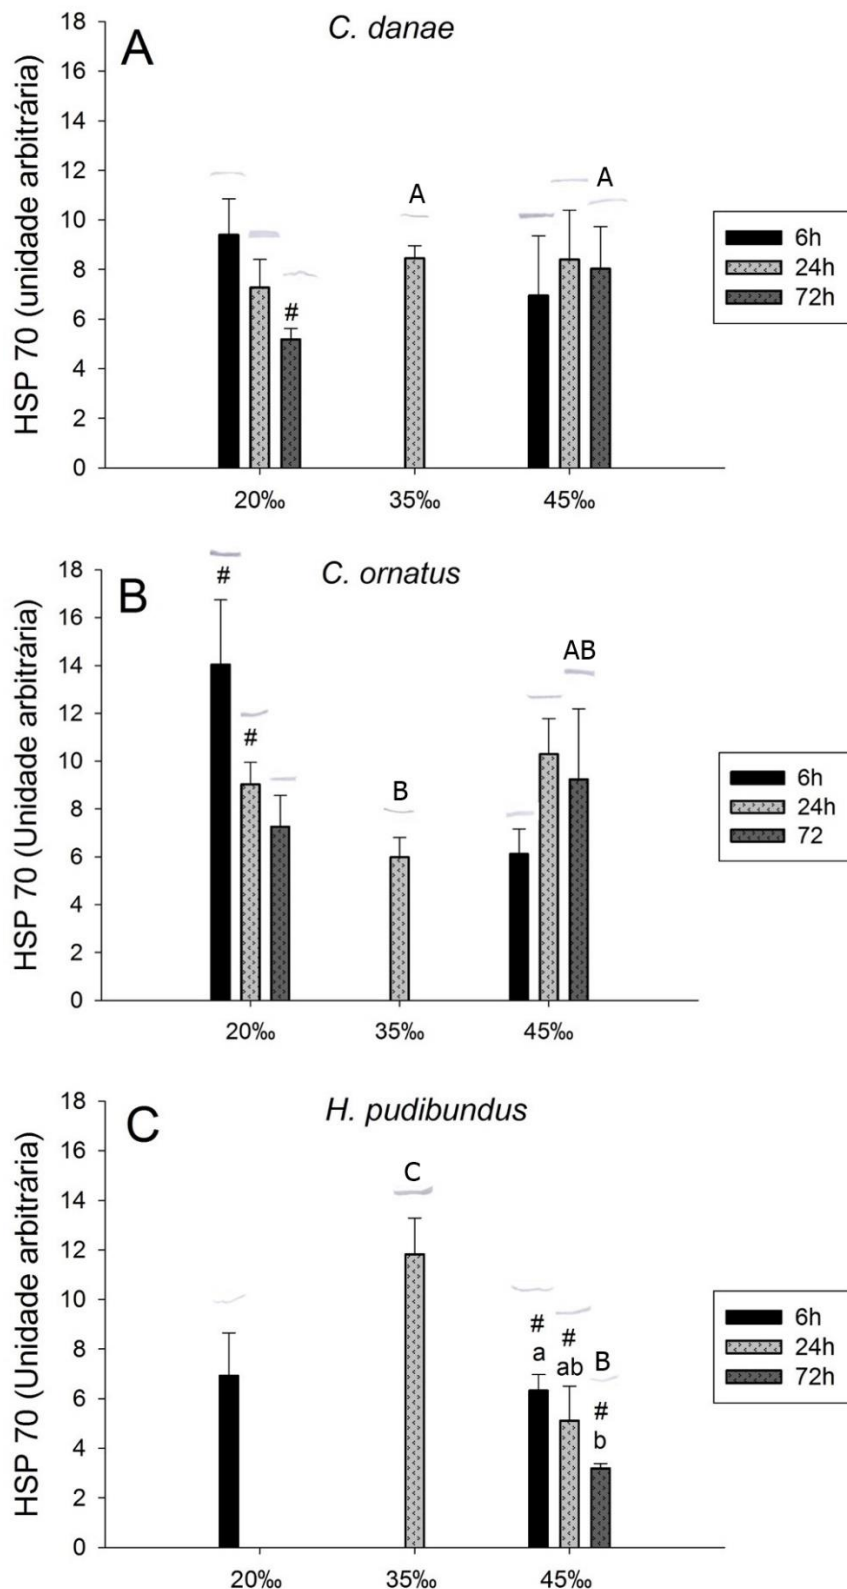 A
C. danae
HSP 70 (unidade arbitrária)
18
16
14
12
10
8
6
4
2
0
#
A
A
20‰
35‰
45‰
6h
24h
72h
B
C. ornatus
HSP 70 (Unidade arbitrária)
18
16
14
12
10
8
6
4
2
0
#
#
B
AB
20‰
35‰
45‰
6h
24h
72
C
H. pudibundus
HSP 70 (Unidade arbitrária)
18
16
14
12
10
8
6
4
2
0
C
#
a
#
ab
B
#
b
20‰
35‰
45‰
6h
24h
72h